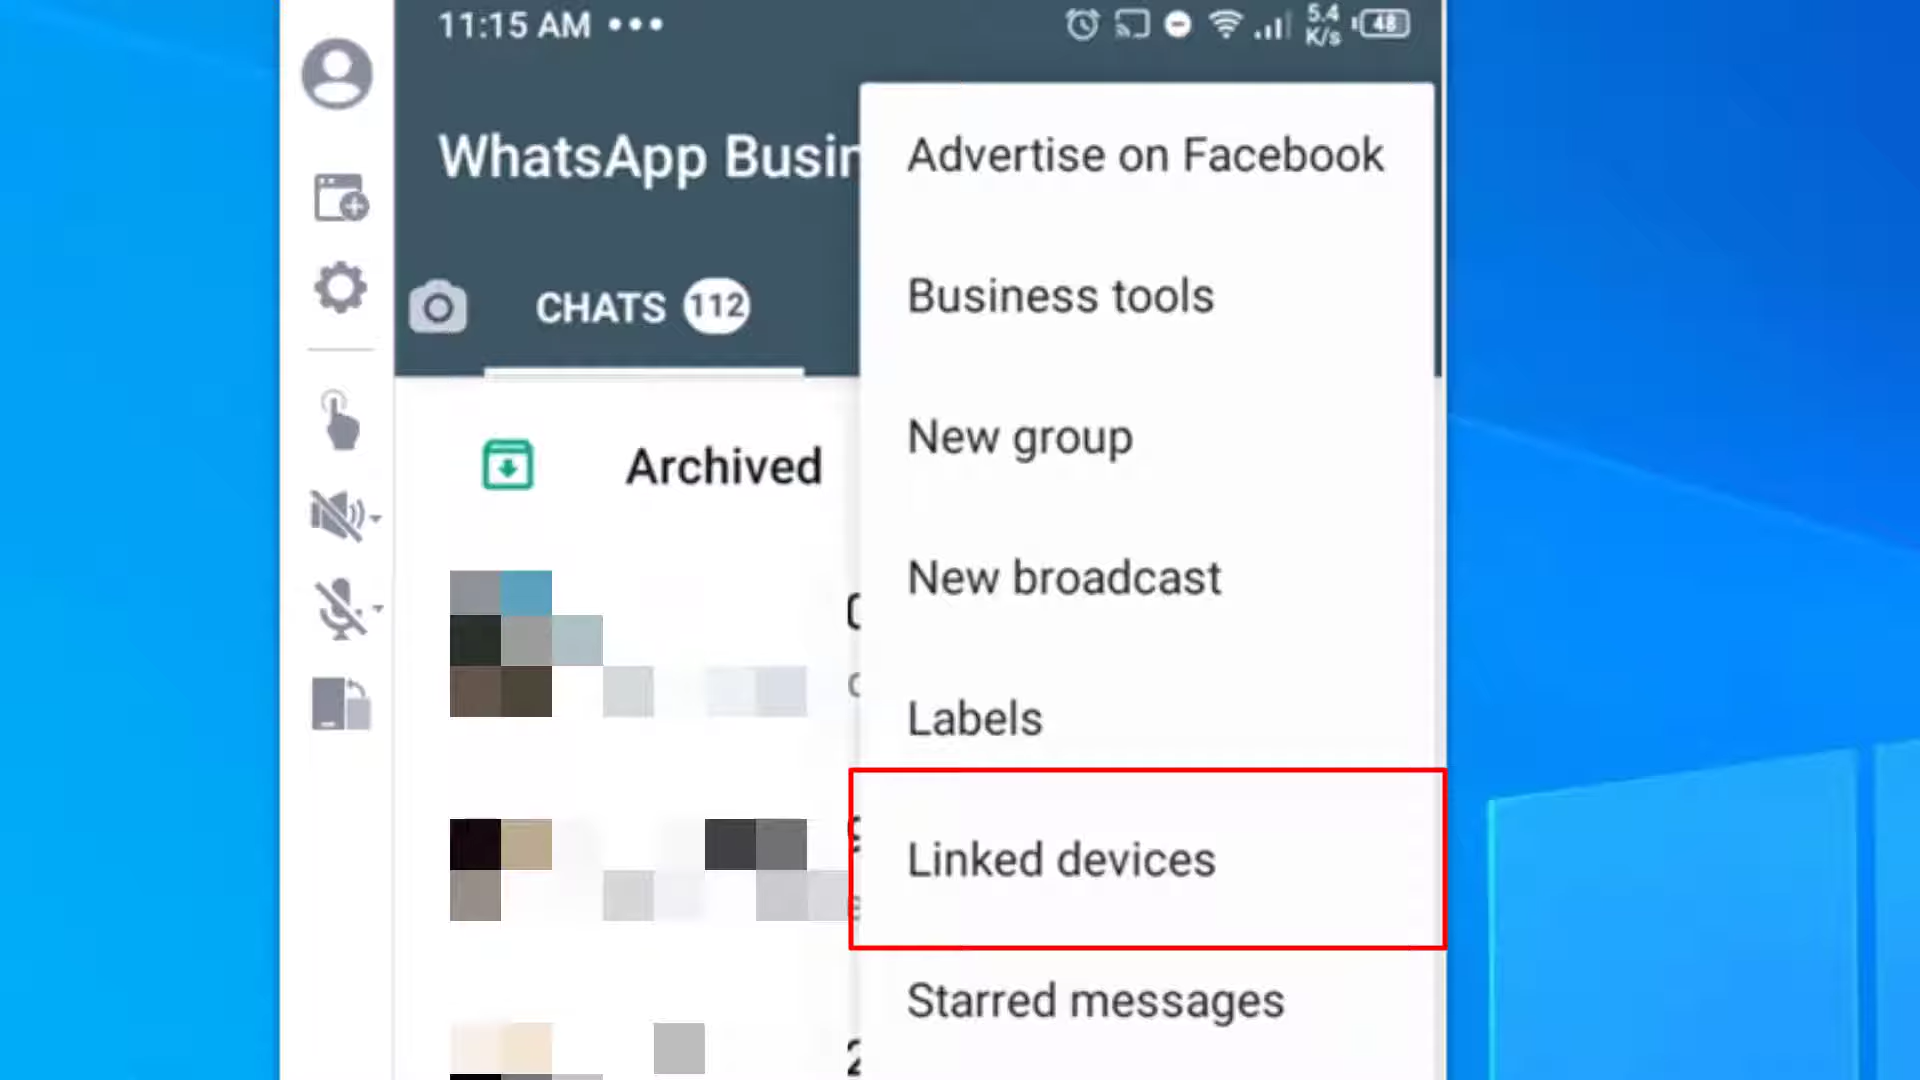 11:15 AM
5.4
K/s
48
WhatsApp Busin
CHATS 112
Archived
Advertise on Facebook
Business tools
New group
New broadcast
Labels
Linked devices
Starred messages